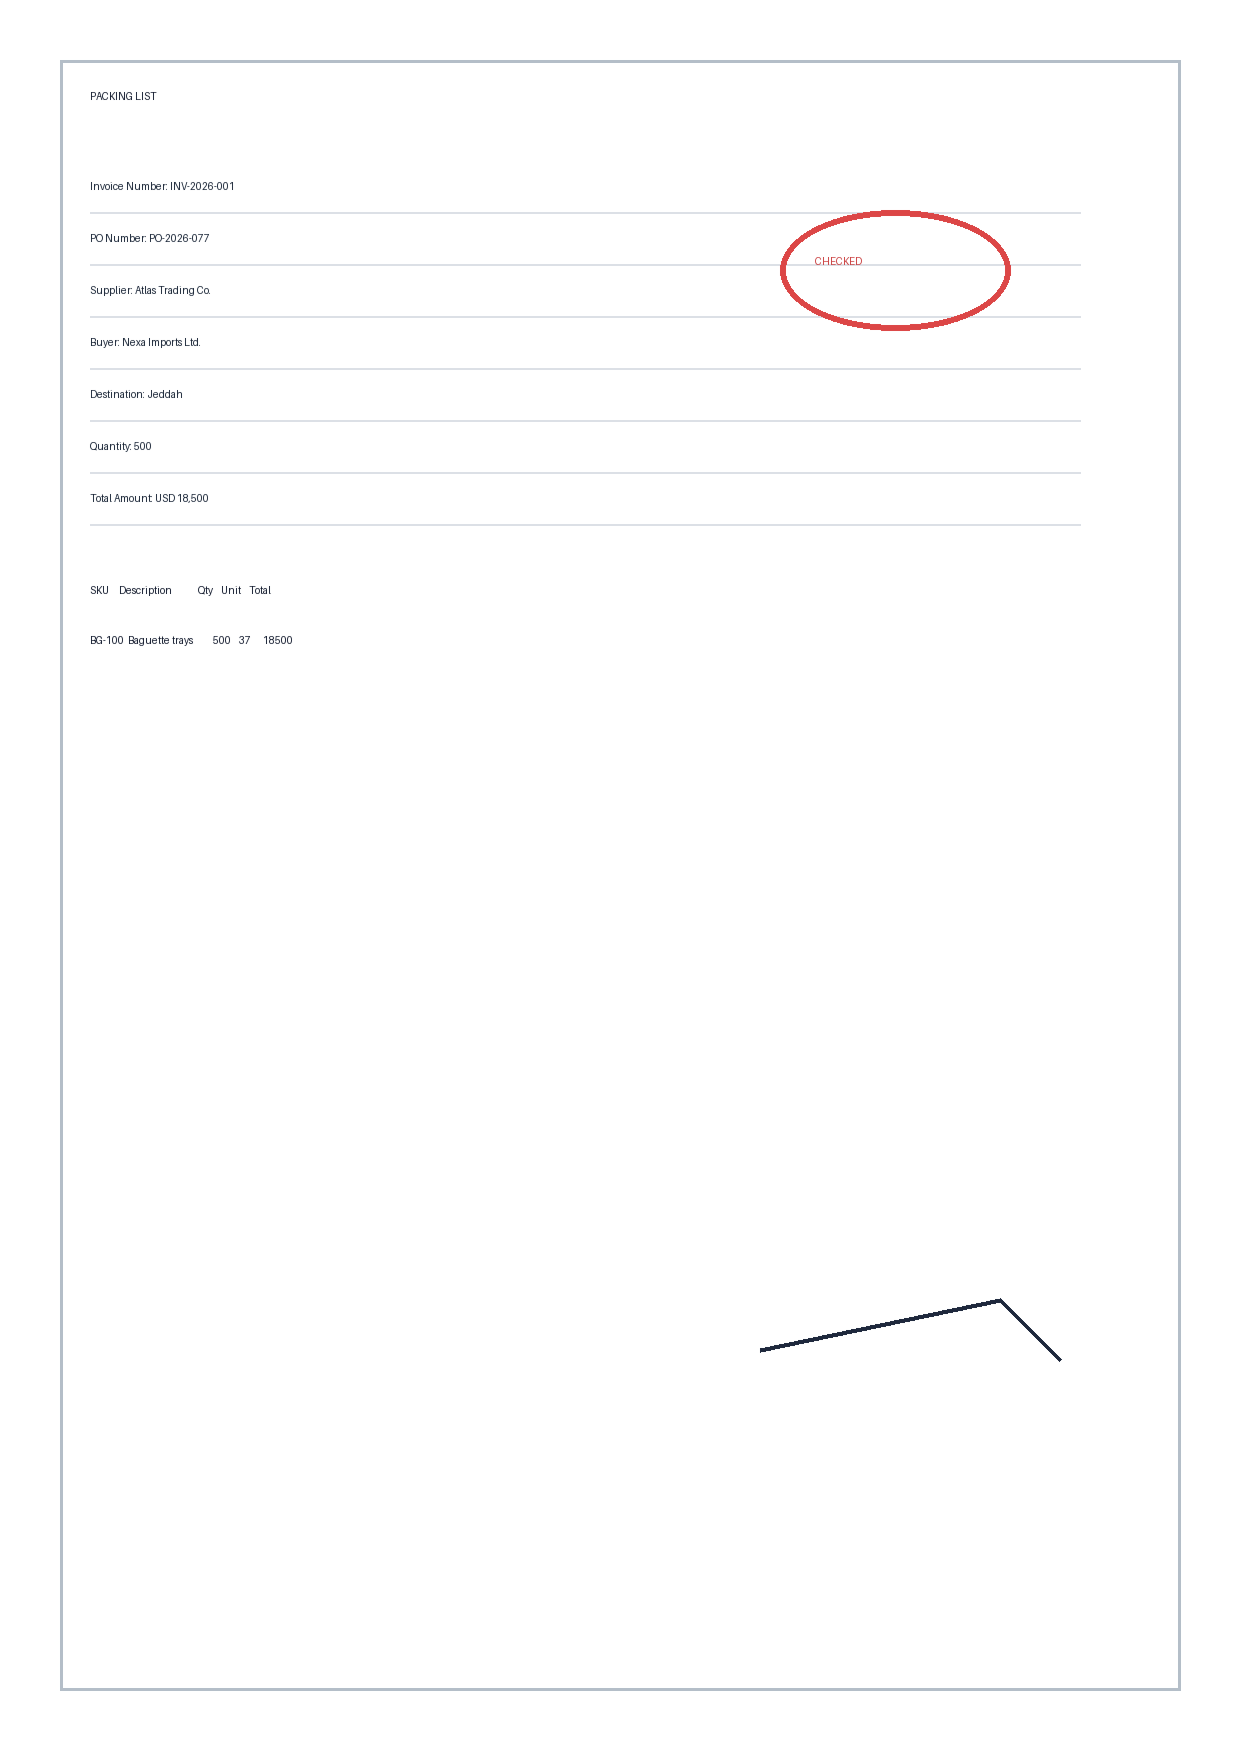 PACKING LIST
Invoice Number: INV-2026-001
PO Number: PO-2026-077
CHECKED
Supplier: Atlas Trading Co.
Buyer: Nexa Imports Ltd.
Destination: Jeddah
Quantity: 500
Total Amount: USD 18,500
SKU Description Qty Unit Total
BG-100 Baguette trays 500 37 18500